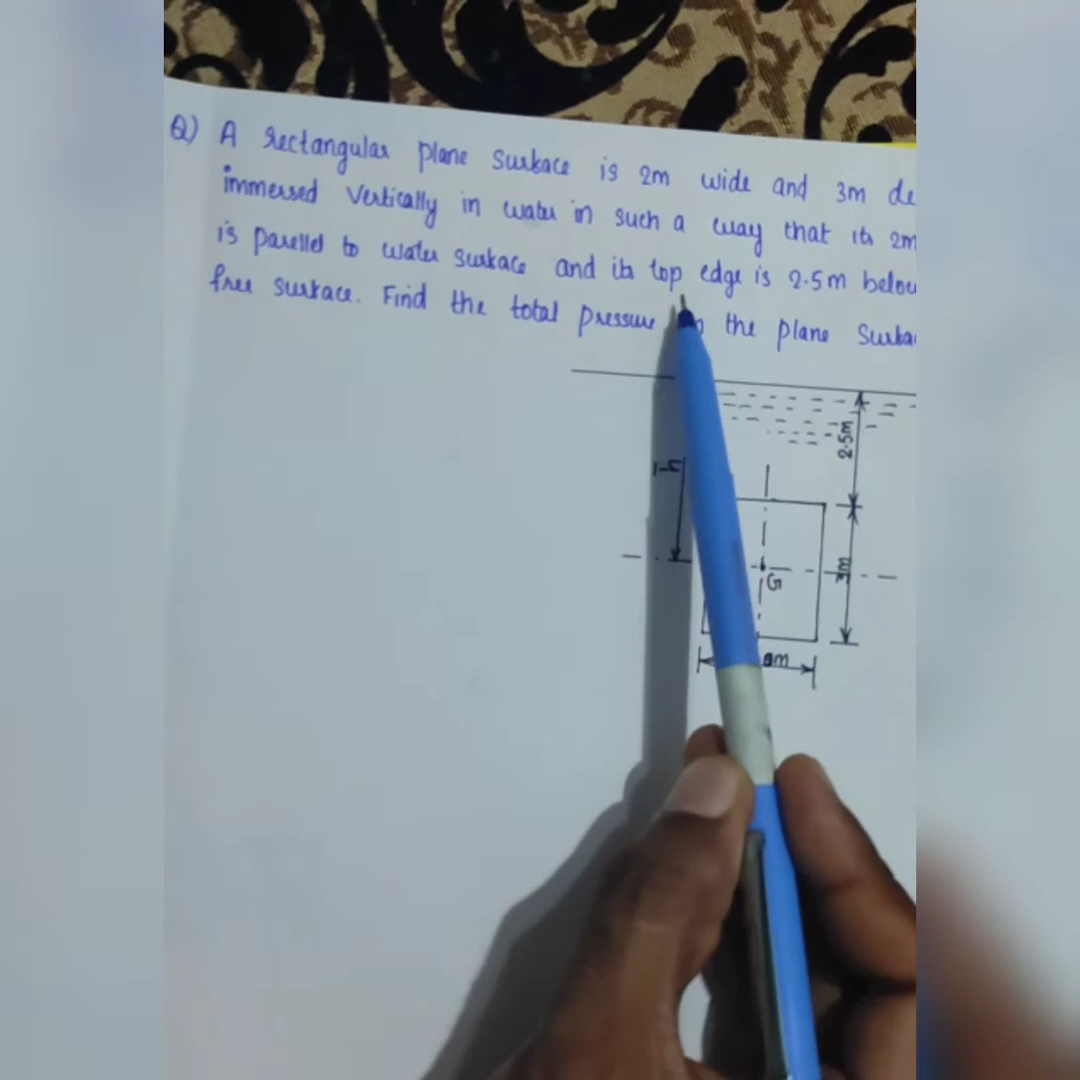 Q) A rectangular plane surface is 2m wide and 3m de
immersed vertically in water in such a way that its 2m
is parellel to water surface and its top edge is 2.5m below
free surface. Find the total pressure the plane surfa
2.5m
h
3m
G